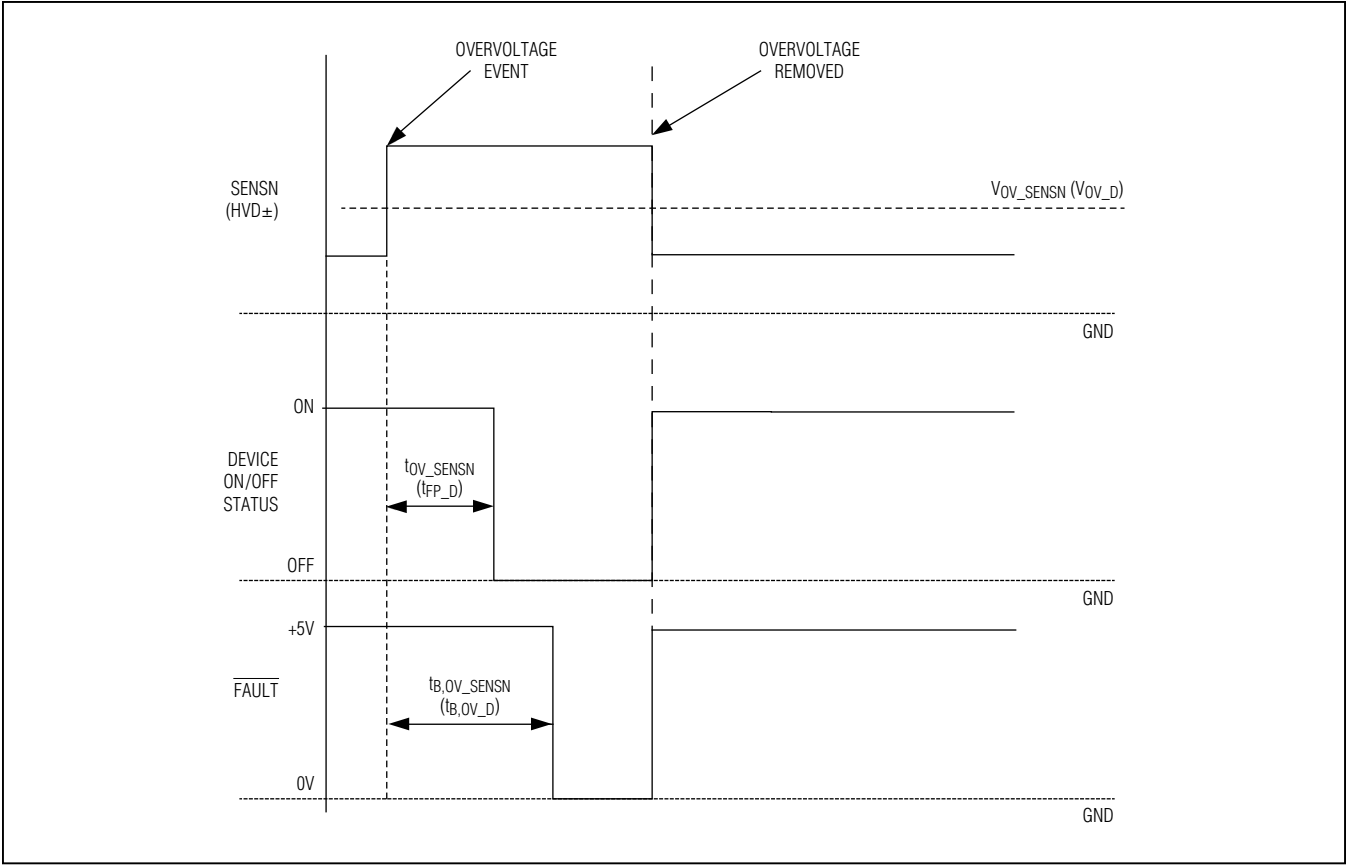 OVERVOLTAGE
EVENT
OVERVOLTAGE
REMOVED
SENSN
(HVD±)
VOV_SENSN (VOV_D)
GND
ON
DEVICE
ON/OFF
STATUS
tOV_SENSN
(tFP_D)
OFF
GND
+5V
FAULT
tB,OV_SENSN
(tB,OV_D)
0V
GND